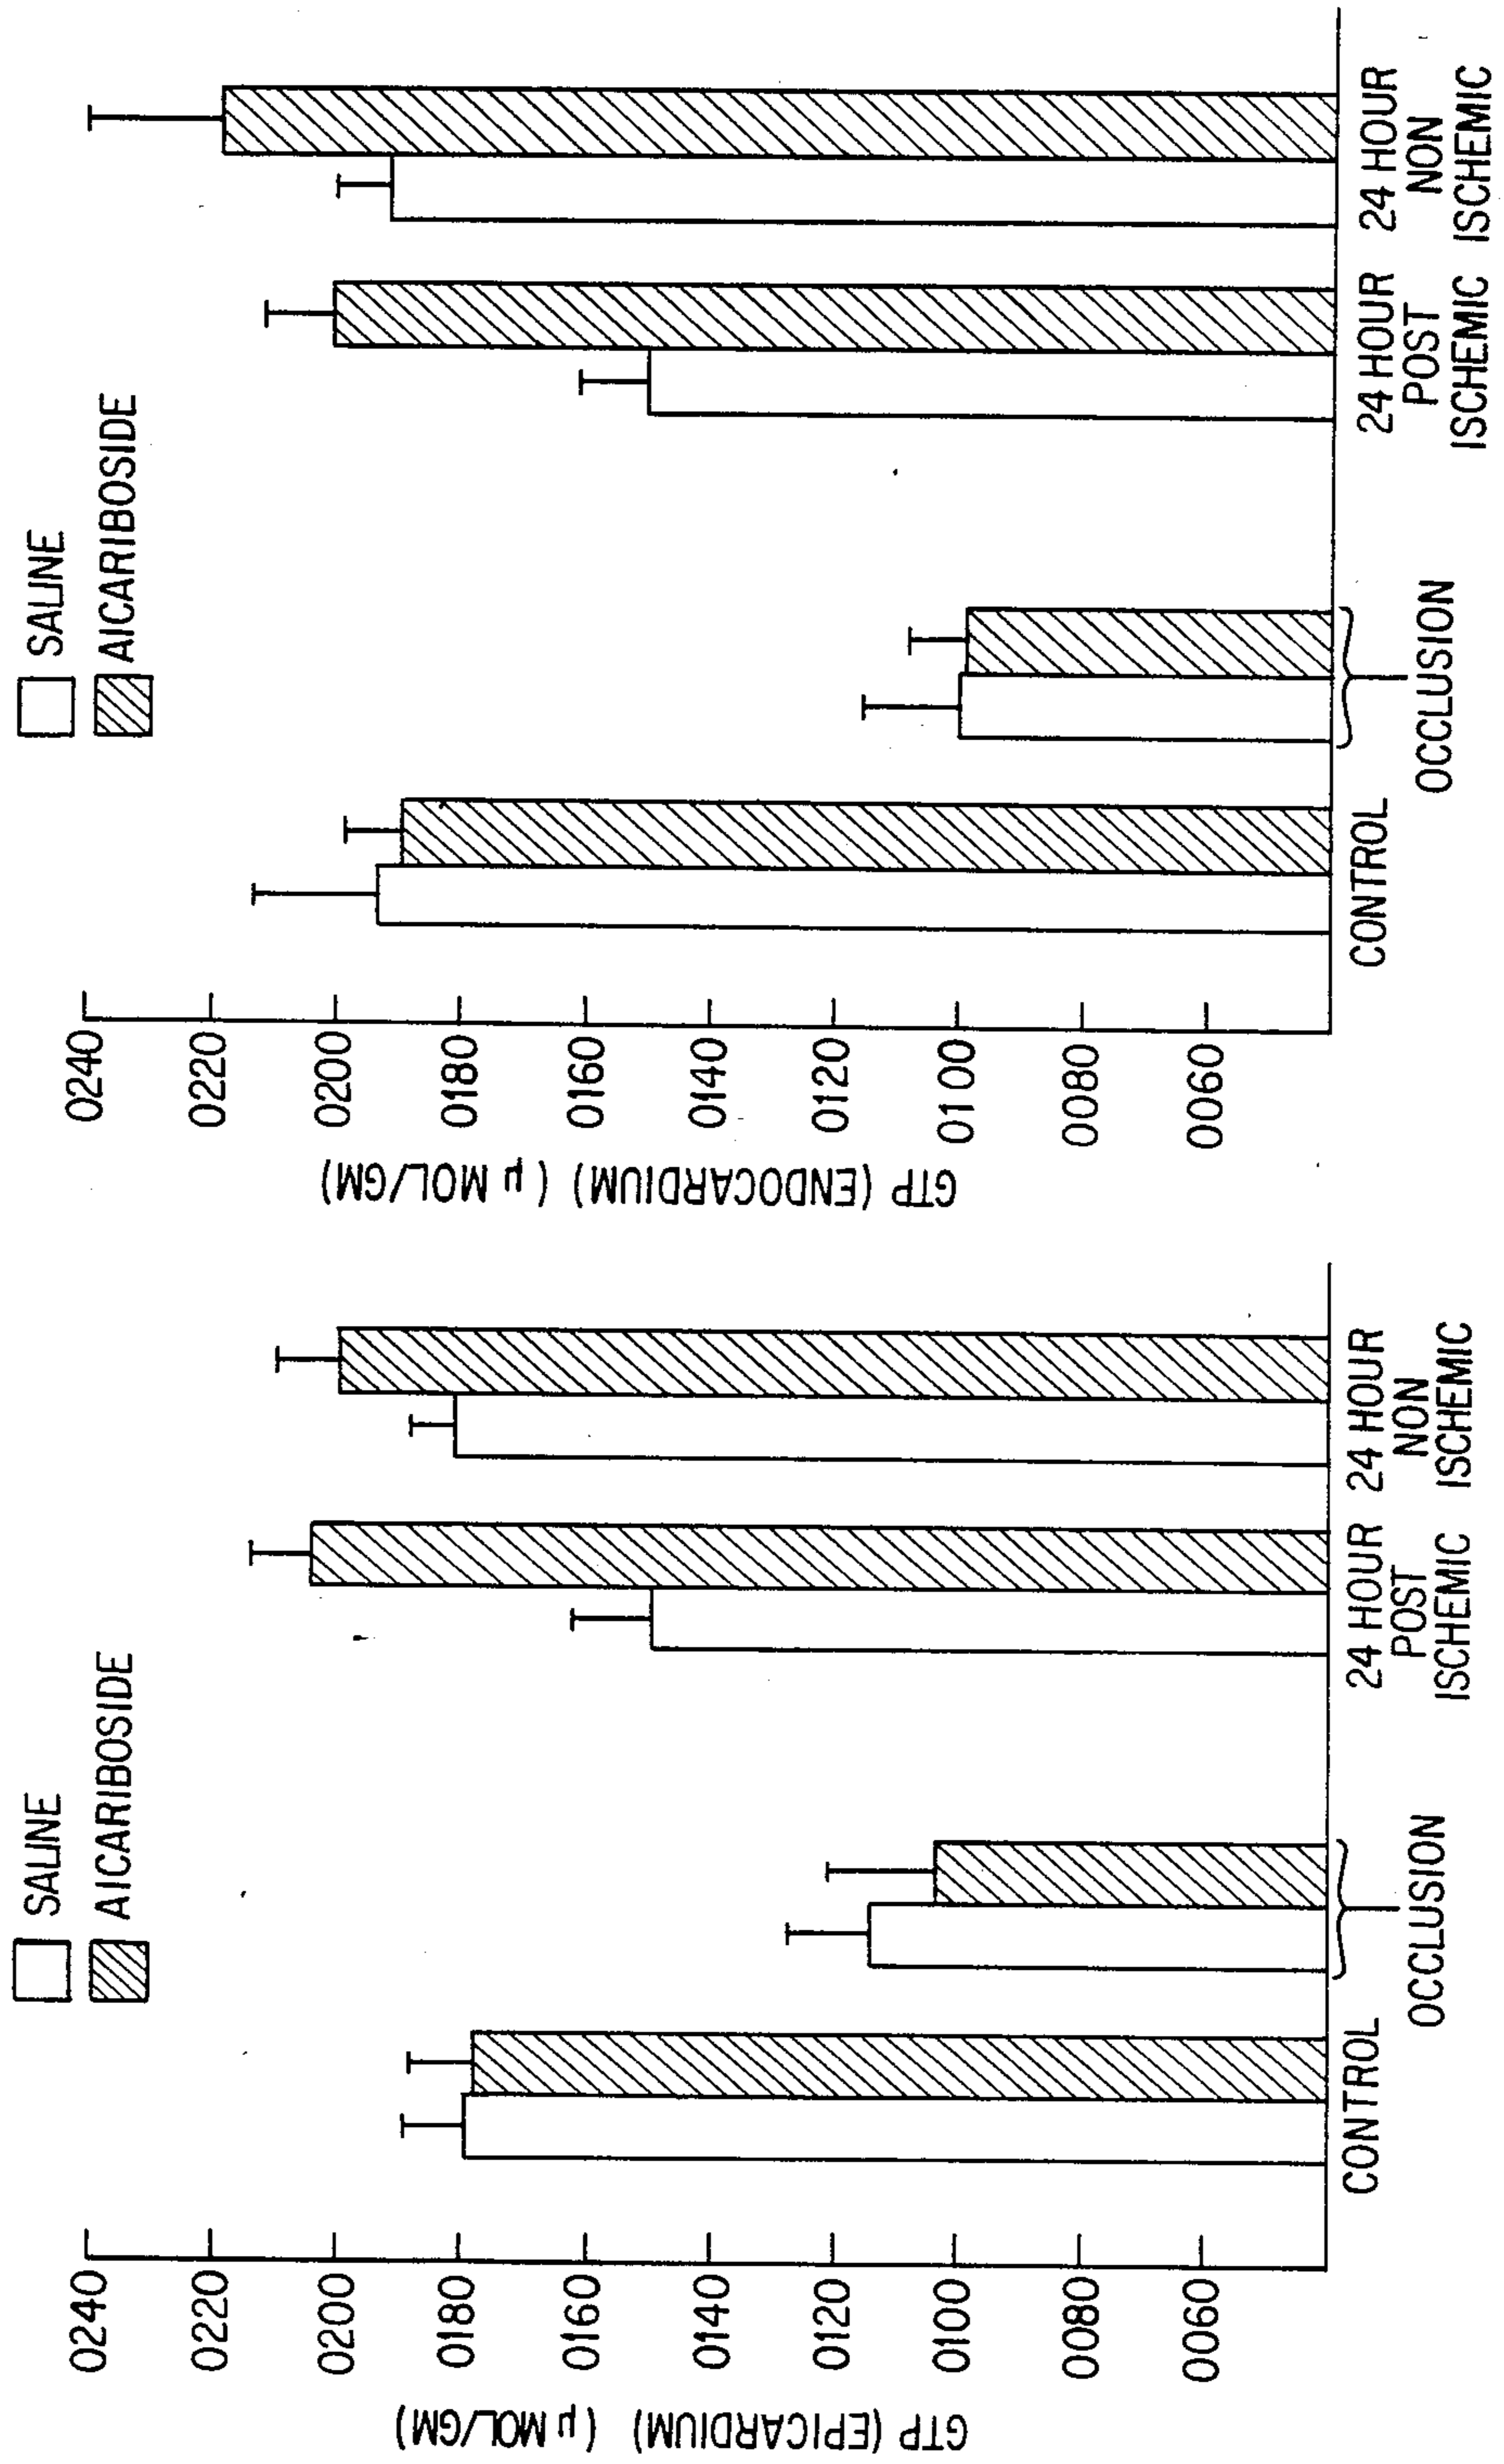 SALINE
AICARIBOSIDE
GTP (EPICARDIUM) (μ MOL/GM)
0240
0220
0200
0180
0160
0140
0120
0100
0080
0060
CONTROL
OCCLUSION
24 HOUR
POST
ISCHEMIC
24 HOUR
NON
ISCHEMIC
SALINE
AICARIBOSIDE
GTP (ENDOCARDIUM) (μ MOL/GM)
0240
0220
0200
0180
0160
0140
0120
0100
0080
0060
CONTROL
OCCLUSION
24 HOUR
POST
ISCHEMIC
24 HOUR
NON
ISCHEMIC